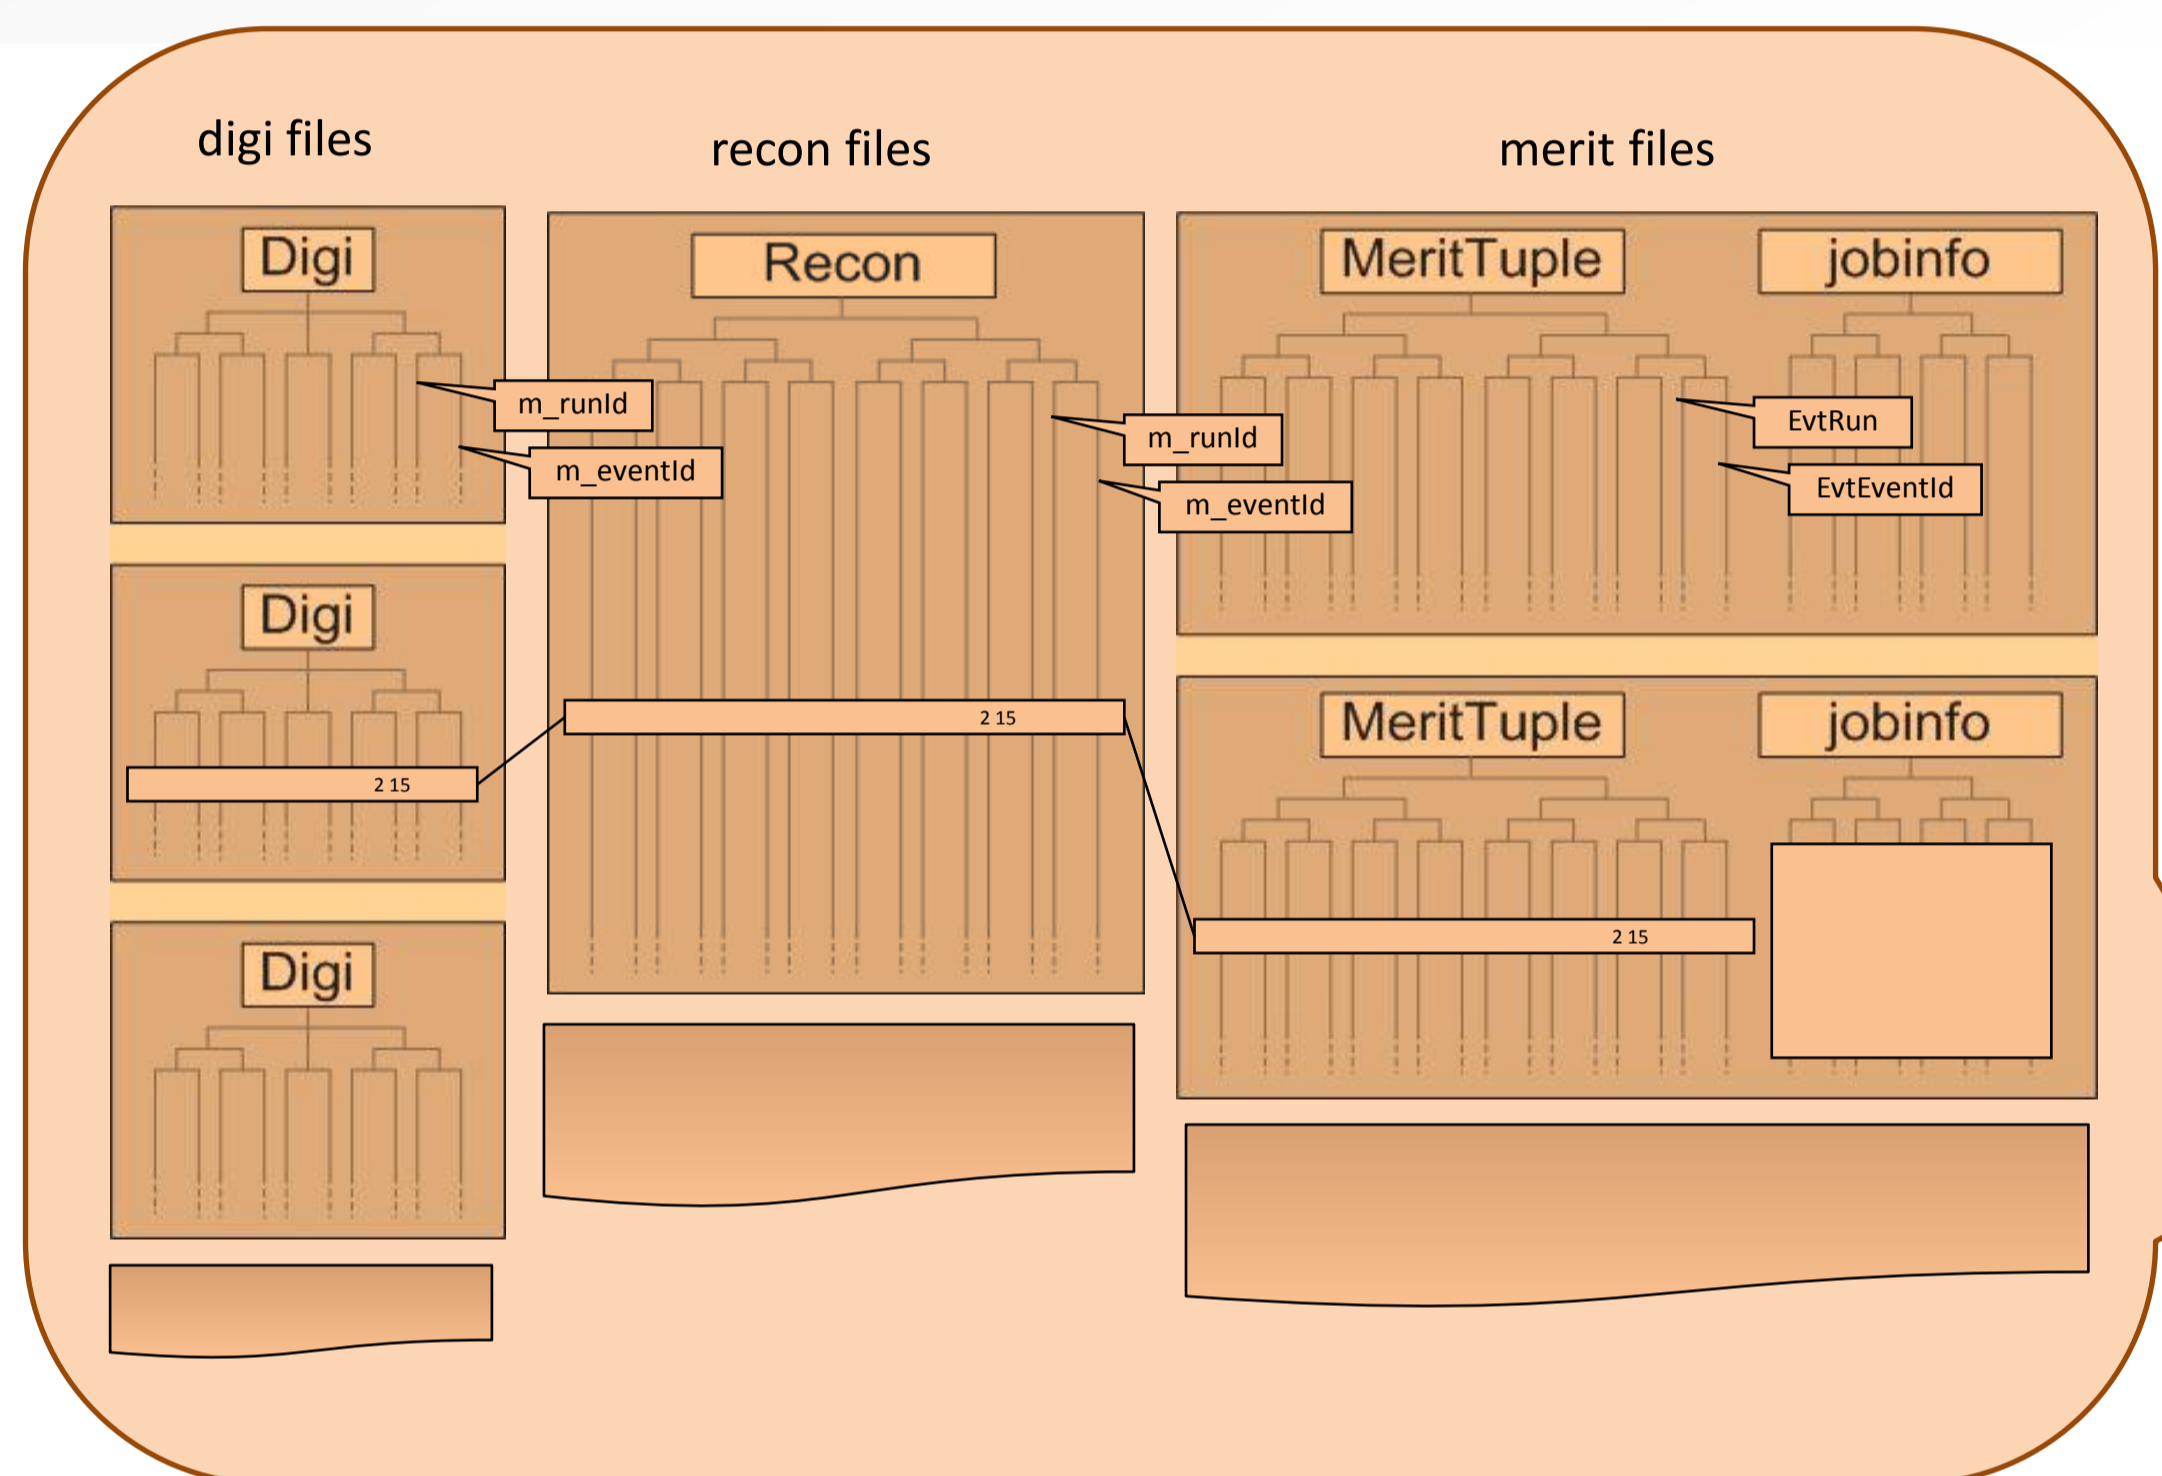 digi files
recon files
merit files
Digi
Recon
MeritTuple
jobinfo
m_runId
m_eventId
m_runId
m_eventId
EvtRun
EvtEventId
Digi
2 15
2 15
MeritTuple
jobinfo
2 15
Digi